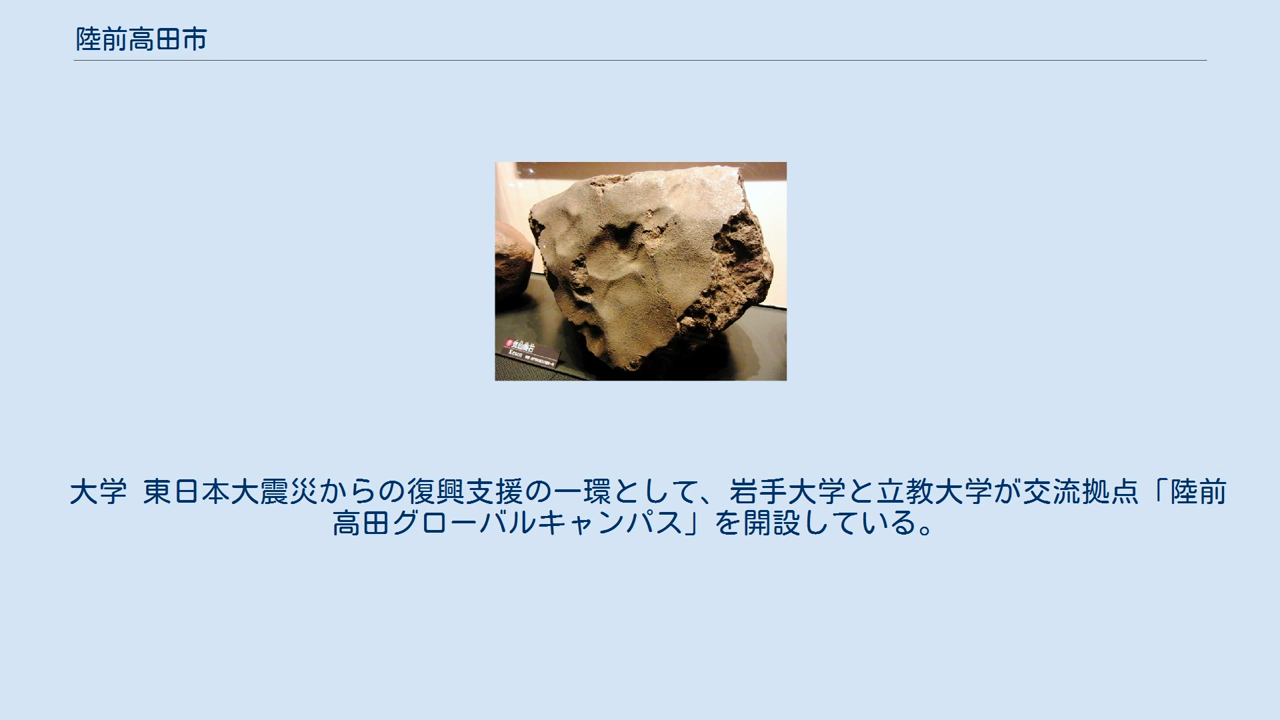 陸前高田市
Kesen
大学 東日本大震災からの復興支援の一環として、岩手大学と立教大学が交流拠点「陸前
高田グローバルキャンパス」を開設している。